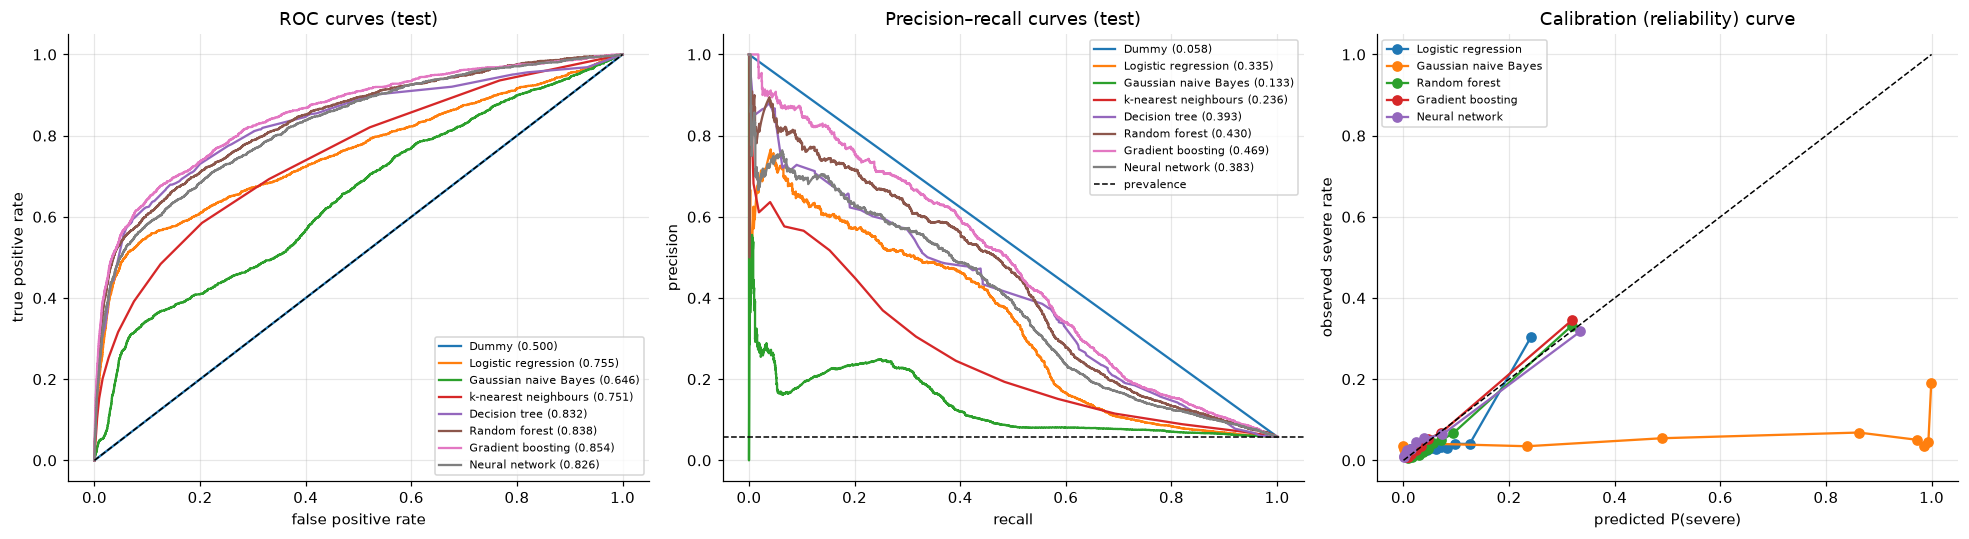 ROC curves (test)
1.0
0.8
0.6
0.4
0.2
0.0
true positive rate
Dummy (0.500)
Logistic regression (0.755)
Gaussian naive Bayes (0.646)
k-nearest neighbours (0.751)
Decision tree (0.832)
Random forest (0.838)
Gradient boosting (0.854)
Neural network (0.826)
0.0 0.2 0.4 0.6 0.8 1.0
false positive rate
Precision–recall curves (test)
1.0
0.8
0.6
0.4
0.2
0.0
precision
Dummy (0.058)
Logistic regression (0.335)
Gaussian naive Bayes (0.133)
k-nearest neighbours (0.236)
Decision tree (0.393)
Random forest (0.430)
Gradient boosting (0.469)
Neural network (0.383)
prevalence
0.0 0.2 0.4 0.6 0.8 1.0
recall
Calibration (reliability) curve
1.0
0.8
0.6
0.4
0.2
0.0
observed severe rate
Logistic regression
Gaussian naive Bayes
Random forest
Gradient boosting
Neural network
0.0 0.2 0.4 0.6 0.8 1.0
predicted P(severe)